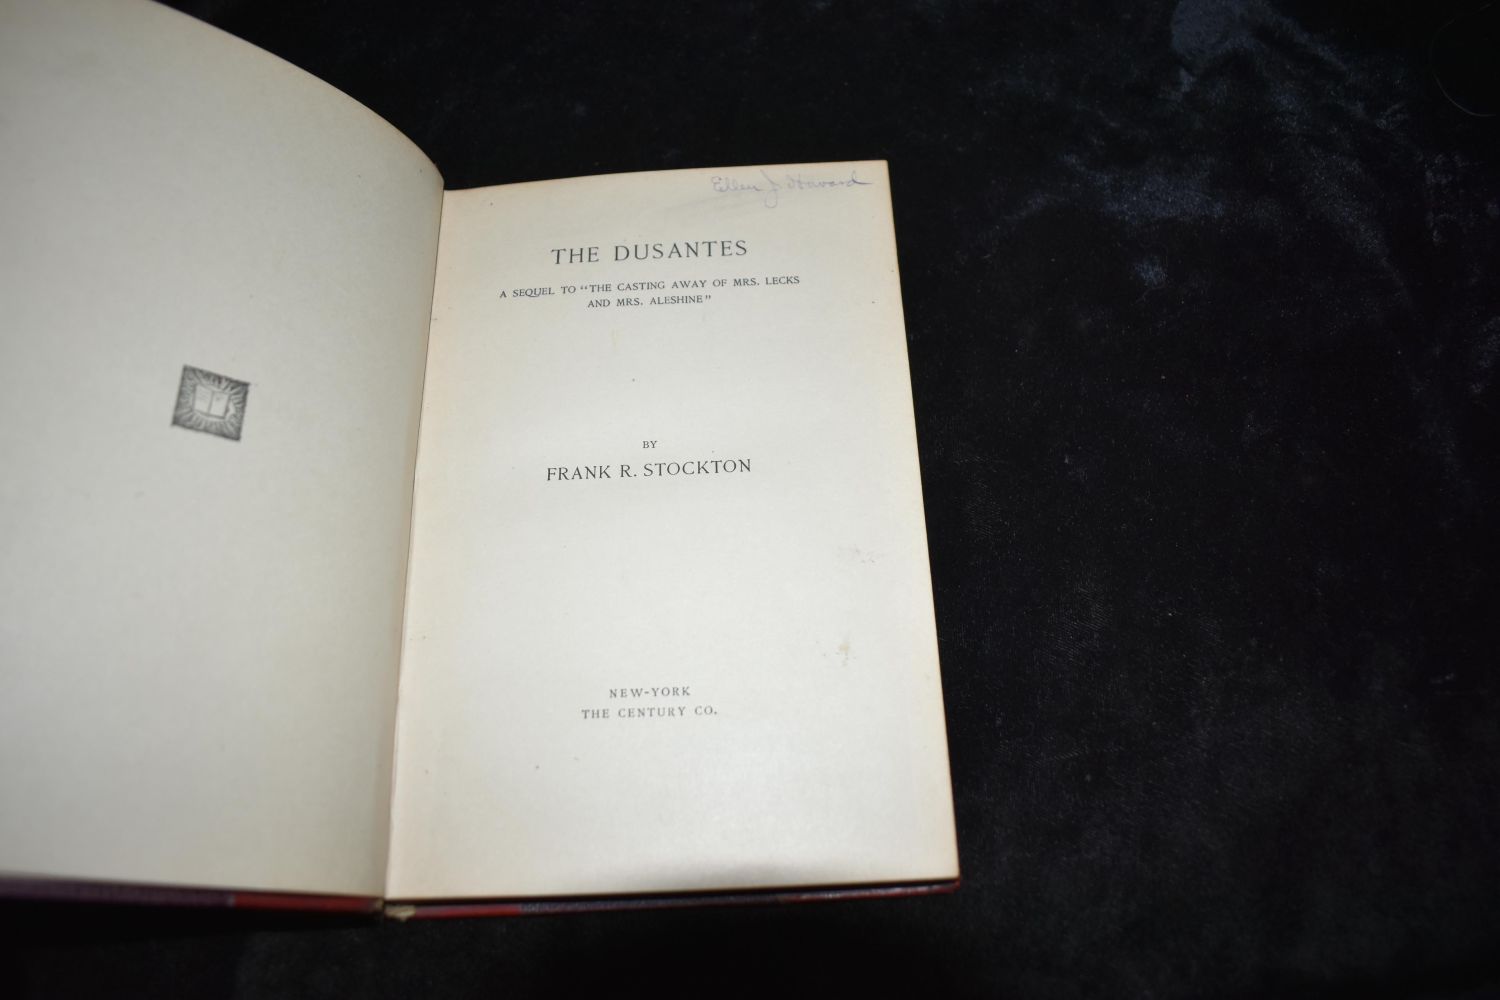 Ellen J. Havard
THE DUSANTES
A SEQUEL TO "THE CASTING AWAY OF MRS. LECKS
AND MRS. ALESHINE"
BY
FRANK R. STOCKTON
NEW-YORK
THE CENTURY CO.